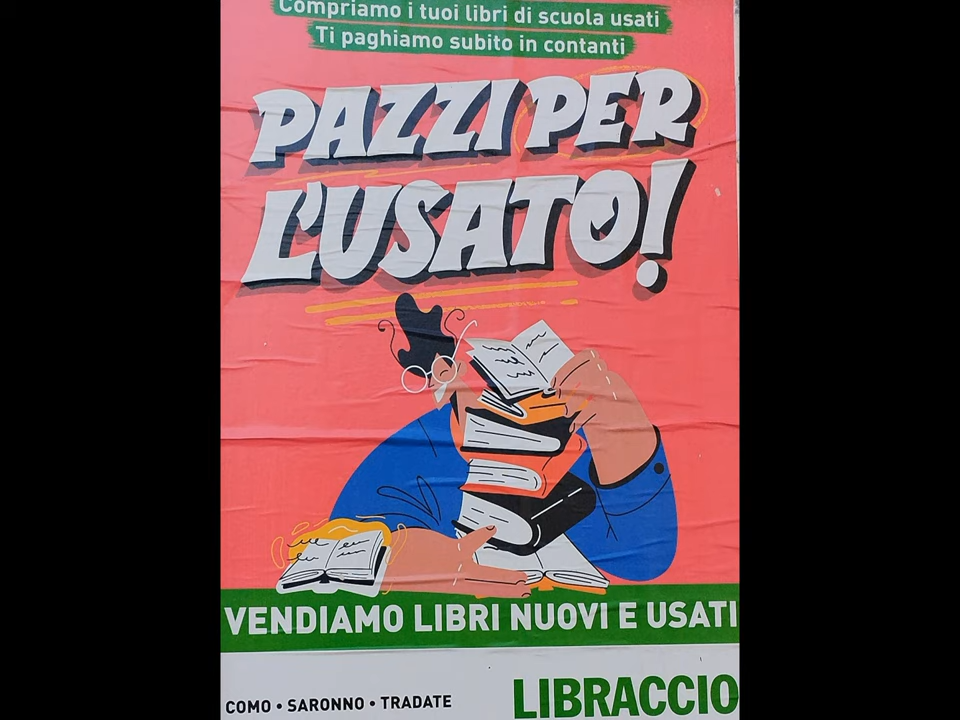 Compriamo i tuoi libri di scuola usati
Ti paghiamo subito in contanti
PAZZI PER
L'USATO!
VENDIAMO LIBRI NUOVI E USATI
COMO • SARONNO • TRADATE
LIBRACCIO